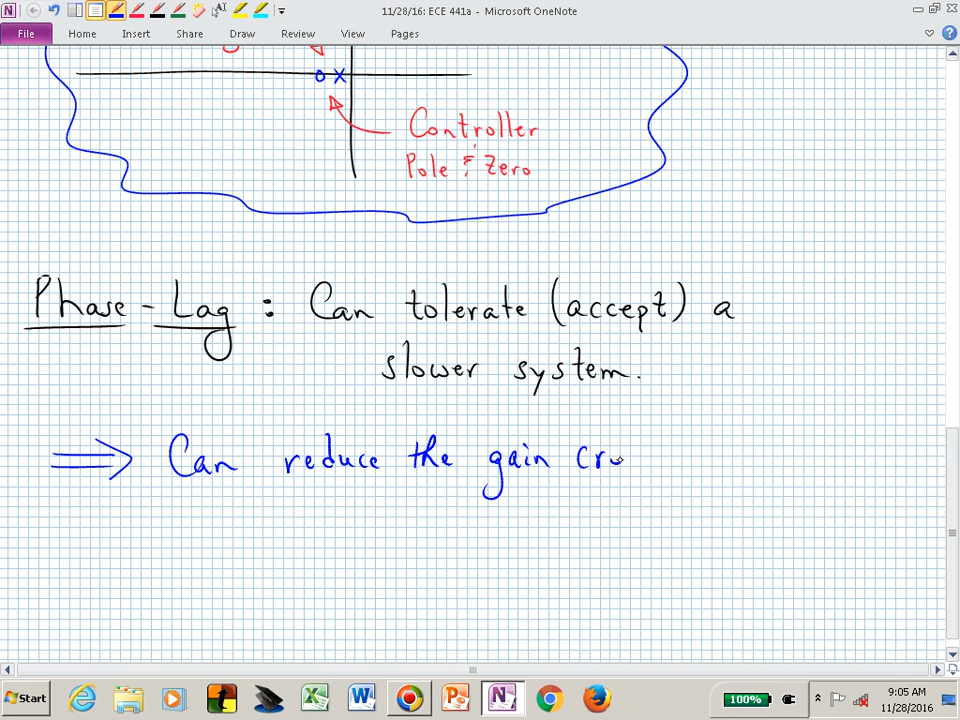 11/28/16: ECE 441a - Microsoft OneNote
File Home Insert Share Draw Review View Pages
Controller
Pole & Zero
Phase - Lag : Can tolerate (accept) a
slower system.
⇒ Can reduce the gain cro
Start
100%
9:05 AM
11/28/2016